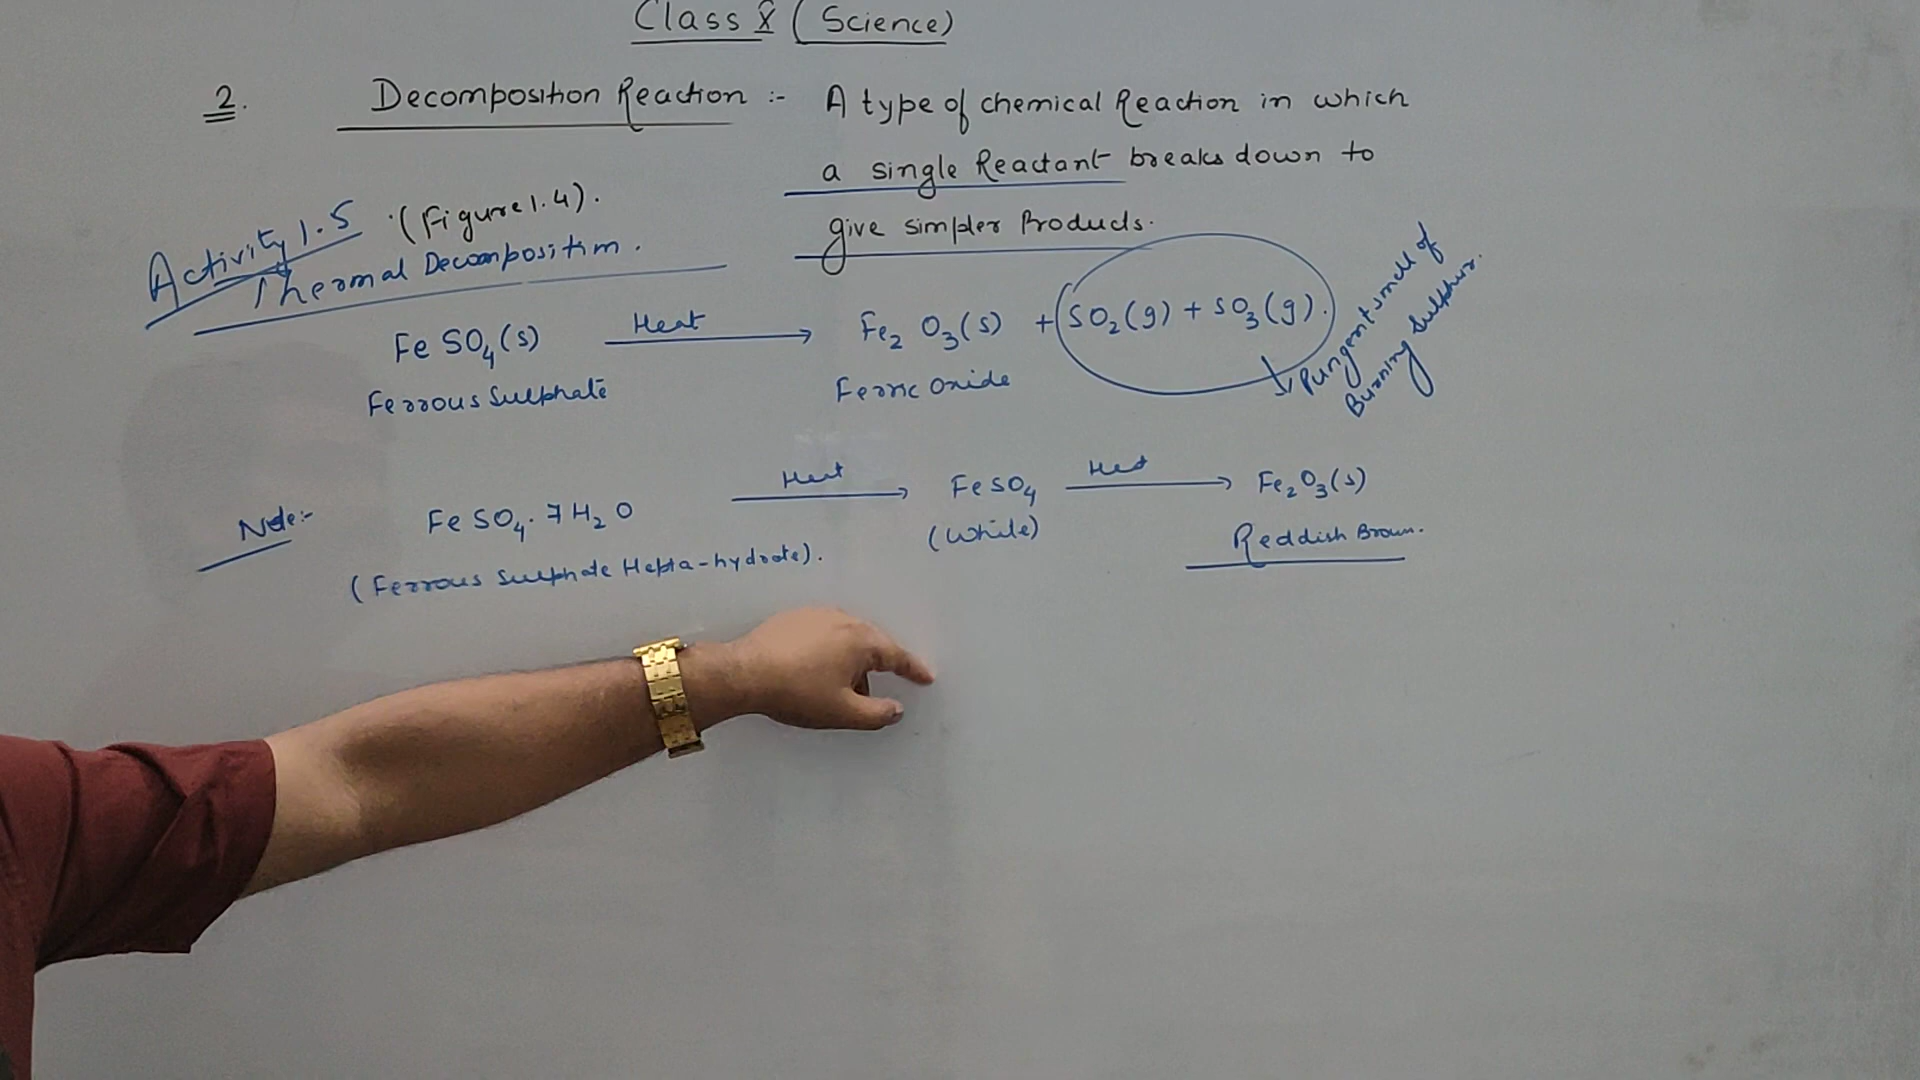 Class X (Science)
2. Decomposition Reaction :- A type of chemical Reaction in which
a single Reactant breaks down to
give simpler Products.
Activity 1.5 (Figure 1.4).
Thermal Decomposition.
FeSO₄(s) Heat → Fe₂O₃(s) + SO₂(g) + SO₃(g).
Ferrous Sulphate Ferric Oxide
↓ Pungent smell of
Burning Sulphur.
Note:- FeSO₄.7H₂O Heat → FeSO₄ Heat → Fe₂O₃(s)
(Ferrous Sulphate Hepta-hydrate). (White) Reddish Brown.